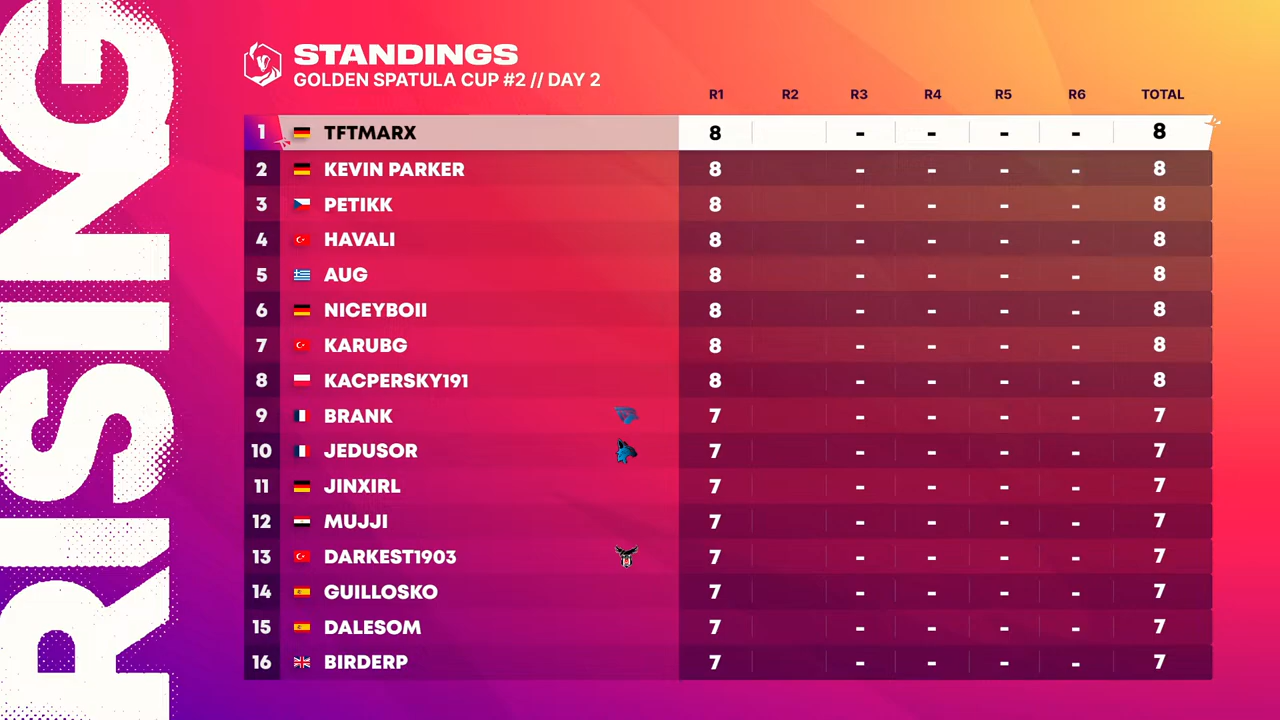 RISING
STANDINGS
GOLDEN SPATULA CUP #2 // DAY 2
R1 R2 R3 R4 R5 R6 TOTAL
1 TFTMARX 8 - - - - 8
2 KEVIN PARKER 8 - - - - 8
3 PETIKK 8 - - - - 8
4 HAVALI 8 - - - - 8
5 AUG 8 - - - - 8
6 NICEYBOII 8 - - - - 8
7 KARUBG 8 - - - - 8
8 KACPERSKY191 8 - - - - 8
9 BRANK 7 - - - - 7
10 JEDUSOR 7 - - - - 7
11 JINXIRL 7 - - - - 7
12 MUJJI 7 - - - - 7
13 DARKEST1903 7 - - - - 7
14 GUILLOSKO 7 - - - - 7
15 DALESOM 7 - - - - 7
16 BIRDERP 7 - - - - 7